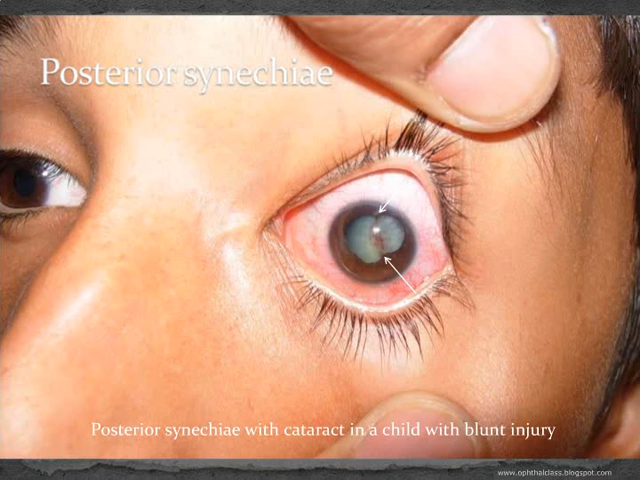 Posterior synechiae
Posterior synechiae with cataract in a child with blunt injury
www.ophthalclass.blogspot.com